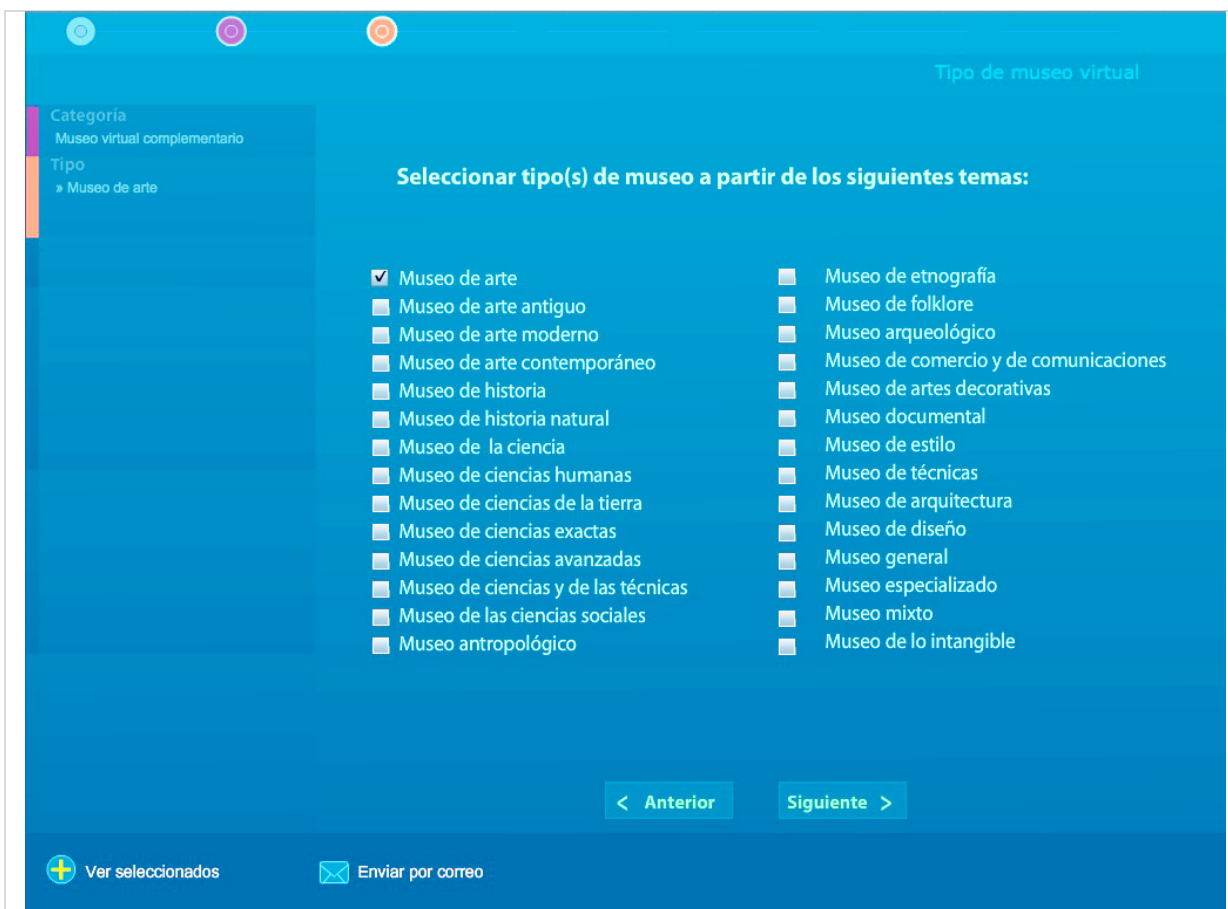 Tipo de museo virtual
Categoría
Museo virtual complementario
Tipo
» Museo de arte
Seleccionar tipo(s) de museo a partir de los siguientes temas:
Museo de arte
Museo de arte antiguo
Museo de arte moderno
Museo de arte contemporáneo
Museo de historia
Museo de historia natural
Museo de  la ciencia
Museo de ciencias humanas
Museo de ciencias de la tierra
Museo de ciencias exactas
Museo de ciencias avanzadas
Museo de ciencias y de las técnicas
Museo de las ciencias sociales
Museo antropológico
Museo de etnografía
Museo de folklore
Museo arqueológico
Museo de comercio y de comunicaciones
Museo de artes decorativas
Museo documental
Museo de estilo
Museo de técnicas
Museo de arquitectura
Museo de diseño
Museo general
Museo especializado
Museo mixto
Museo de lo intangible
< Anterior
Siguiente >
Ver seleccionados
Enviar por correo